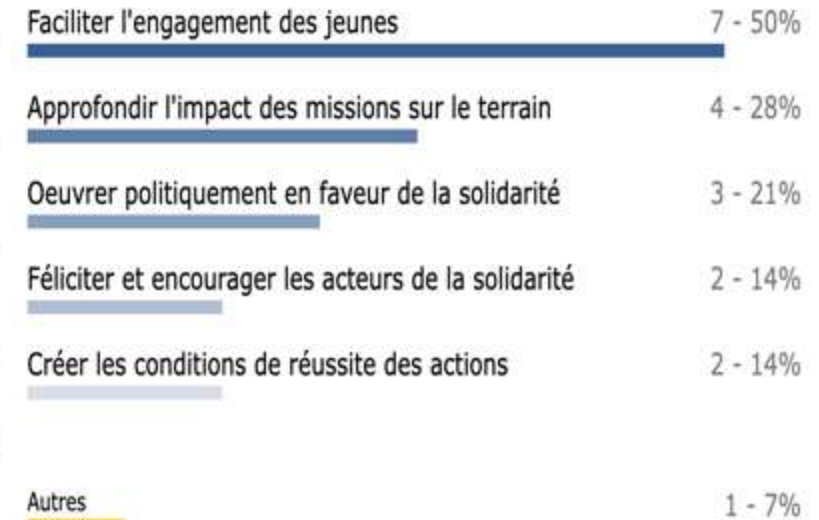 Faciliter l'engagement des jeunes 7 - 50%
Approfondir l'impact des missions sur le terrain 4 - 28%
Oeuvrer politiquement en faveur de la solidarité 3 - 21%
Féliciter et encourager les acteurs de la solidarité 2 - 14%
Créer les conditions de réussite des actions 2 - 14%
Autres 1 - 7%